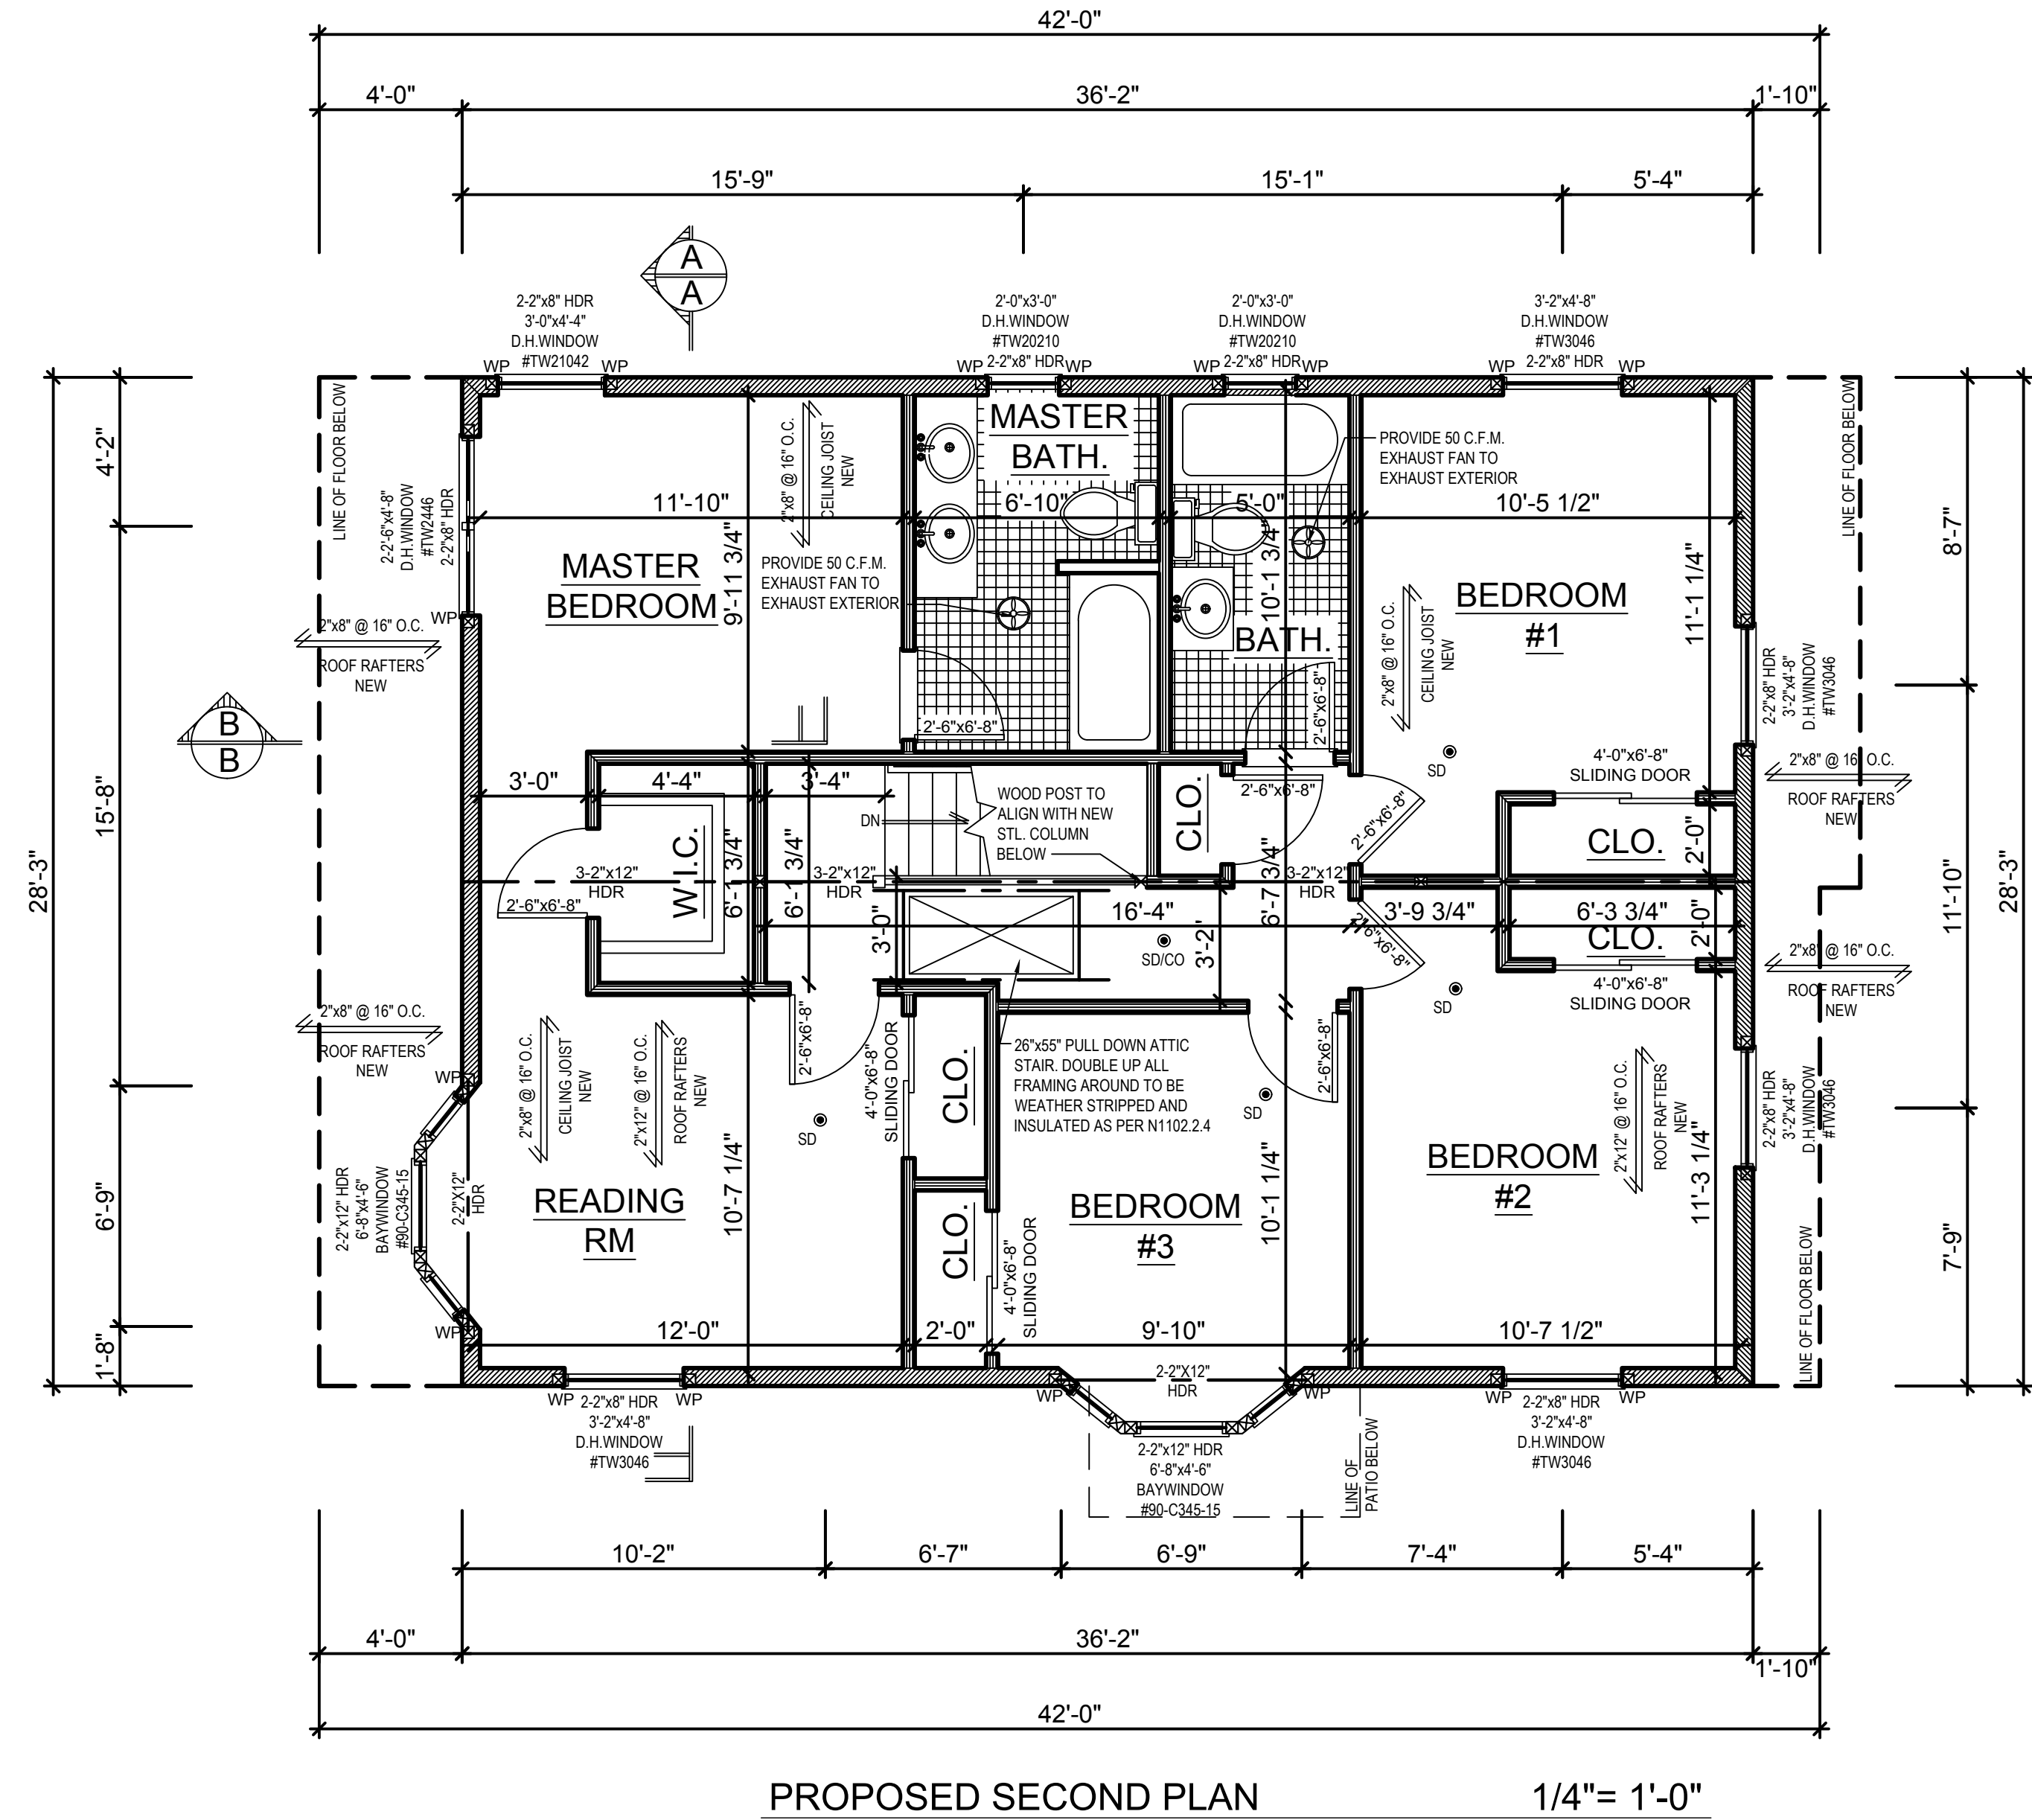 42'-0"
4'-0"
36'-2"
1'-10"
15'-9"
15'-1"
5'-4"
A
A
2-2"x8" HDR
3'-0"x4'-4"
D.H.WINDOW
#TW21042
WP
WP
2'-0"x3'-0"
D.H.WINDOW
#TW20210
WP
2-2"x8" HDR
WP
2'-0"x3'-0"
D.H.WINDOW
#TW20210
WP
2-2"x8" HDR
WP
3'-2"x4'-8"
D.H.WINDOW
#TW3046
WP
2-2"x8" HDR
WP
28'-3"
4'-2"
15'-8"
6'-9"
1'-8"
LINE OF FLOOR BELOW
2-2'-6"x4'-8"
D.H.WINDOW
#TW2446
2-2"x8" HDR
WP
2"x8" @ 16" O.C.
ROOF RAFTERS
NEW
B
B
2"x8" @ 16" O.C.
ROOF RAFTERS
NEW
11'-10"
MASTER
BEDROOM
9'-11 3/4"
2"x8" @ 16" O.C.
CEILING JOIST
NEW
PROVIDE 50 C.F.M.
EXHAUST FAN TO
EXHAUST EXTERIOR
MASTER
BATH.
6'-10"
2'-6"x6'-8"
5'-0"
10'-1 3/4"
BATH.
2'-6"x6'-8"
PROVIDE 50 C.F.M.
EXHAUST FAN TO
EXHAUST EXTERIOR
10'-5 1/2"
BEDROOM
#1
11'-1 1/4"
2"x8" @ 16" O.C.
CEILING JOIST
NEW
SD
4'-0"x6'-8"
SLIDING DOOR
CLO.
2'-0"
LINE OF FLOOR BELOW
2-2"x8" HDR
3'-2"x4'-8"
D.H.WINDOW
#TW3046
2"x8" @ 16" O.C.
ROOF RAFTERS
NEW
8'-7"
11'-10"
7'-9"
28'-3"
3'-0"
4'-4"
3'-4"
W.I.C.
6'-1 3/4"
6'-1 3/4"
3-2"x12"
HDR
2'-6"x6'-8"
DN
3-2"x12"
HDR
WOOD POST TO
ALIGN WITH NEW
STL. COLUMN
BELOW
CLO.
2'-6"x6'-8"
6'-7 3/4"
3-2"x12"
HDR
2'-6"x6'-8"
3'-0"
16'-4"
SD/CO
3'-2"
2'-6"x6'-8"
3'-9 3/4"
6'-3 3/4"
CLO.
2'-0"
4'-0"x6'-8"
SLIDING DOOR
SD
2"x8" @ 16" O.C.
ROOF RAFTERS
NEW
2'-6"x6'-8"
2"x8" @ 16" O.C.
CEILING JOIST
NEW
2"x12" @ 16" O.C.
ROOF RAFTERS
NEW
SD
4'-0"x6'-8"
SLIDING DOOR
CLO.
26"x55" PULL DOWN ATTIC
STAIR. DOUBLE UP ALL
FRAMING AROUND TO BE
WEATHER STRIPPED AND
INSULATED AS PER N1102.2.4
SD
2'-6"x6'-8"
WP
2-2"x12" HDR
6'-8"x4'-6"
BAYWINDOW
#90-C345-15
2-2"X12"
HDR
WP
READING
RM
10'-7 1/4"
CLO.
4'-0"x6'-8"
SLIDING DOOR
BEDROOM
#3
10'-1 1/4"
BEDROOM
#2
2"x12" @ 16" O.C.
ROOF RAFTERS
NEW
11'-3 1/4"
2-2"x8" HDR
3'-2"x4'-8"
D.H.WINDOW
#TW3046
LINE OF FLOOR BELOW
12'-0"
2'-0"
9'-10"
10'-7 1/2"
WP
2-2"x8" HDR
WP
3'-2"x4'-8"
D.H.WINDOW
#TW3046
WP
2-2"X12"
HDR
WP
2-2"x12" HDR
6'-8"x4'-6"
BAYWINDOW
#90-C345-15
LINE OF
PATIO BELOW
WP
2-2"x8" HDR
WP
3'-2"x4'-8"
D.H.WINDOW
#TW3046
10'-2"
6'-7"
6'-9"
7'-4"
5'-4"
4'-0"
36'-2"
1'-10"
42'-0"
PROPOSED SECOND PLAN 1/4"= 1'-0"